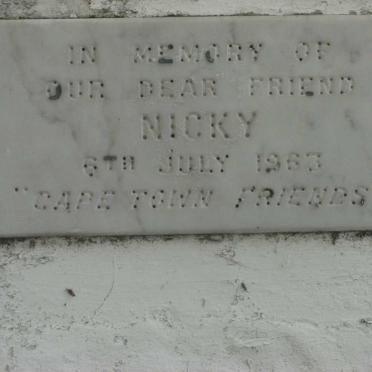 IN MEMORY OF
OUR DEAR FRIEND
NICKY
6TH JULY 1963
"CAPE TOWN FRIENDS